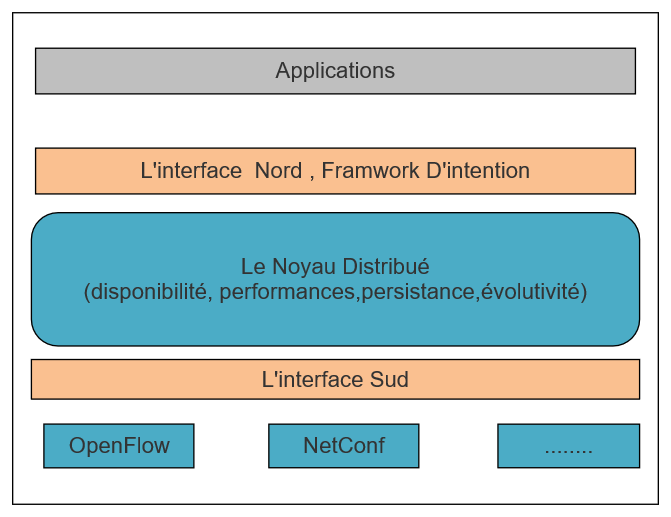 Applications
L'interface  Nord , Framwork D'intention
Le Noyau Distribué
(disponibilité, performances,persistance,évolutivité)
L'interface Sud
OpenFlow
NetConf
........